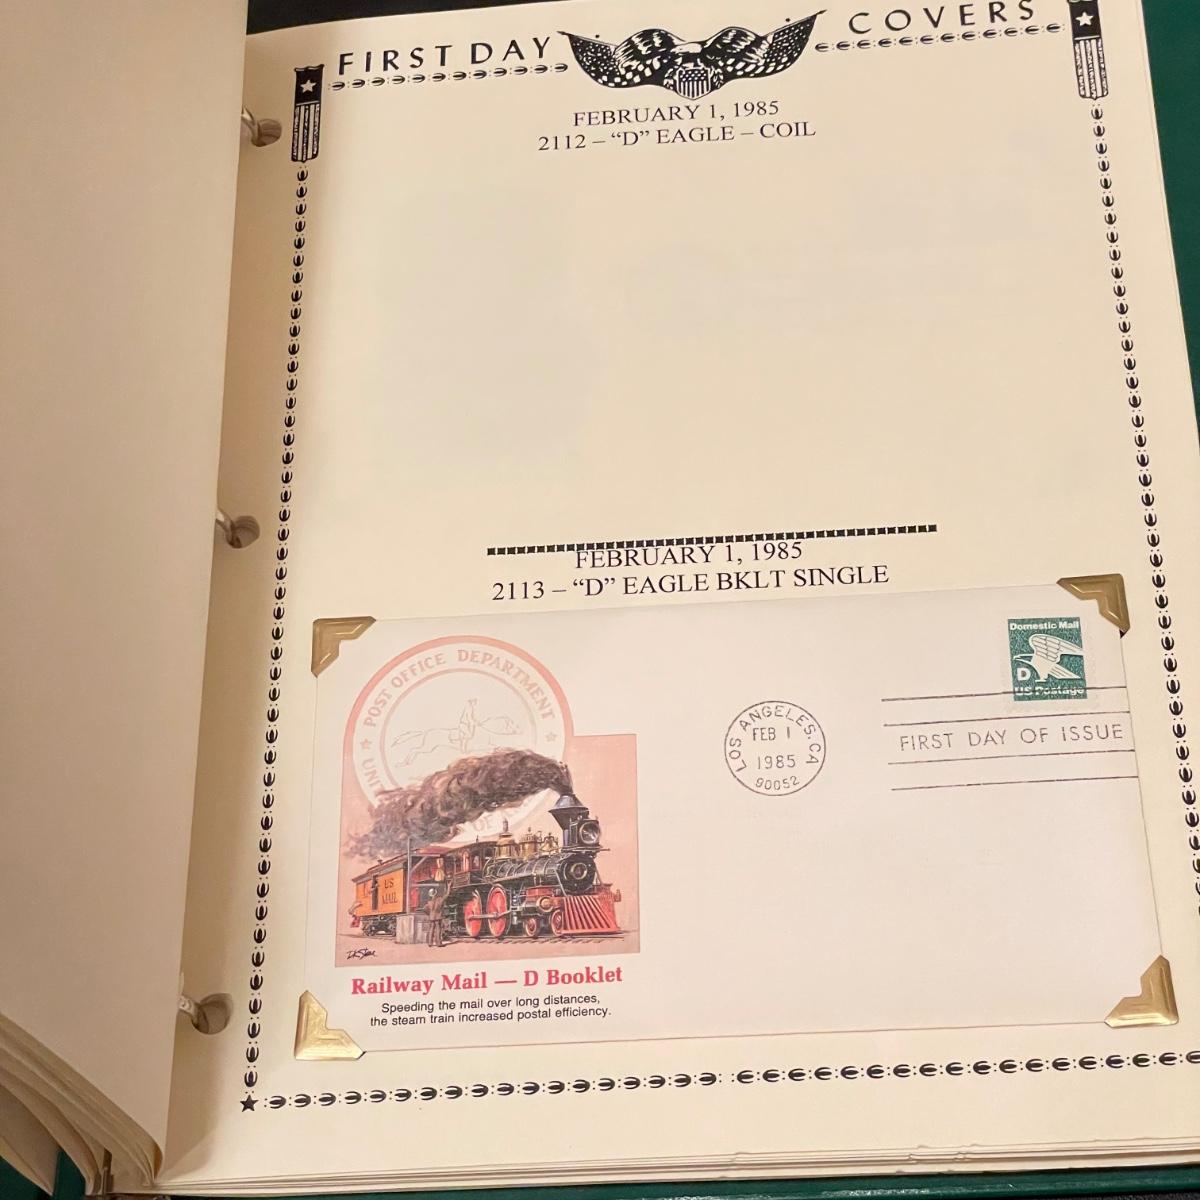 FIRST DAY COVERS
FEBRUARY 1, 1985
2112 – “D” EAGLE – COIL
FEBRUARY 1, 1985
2113 – “D” EAGLE BKLT SINGLE
Domestic Mail
D
US Postage
POST OFFICE DEPARTMENT
UNI
OF
LOS ANGELES, CA
FEB 1
1985
90052
FIRST DAY OF ISSUE
US
MAIL
Railway Mail — D Booklet
Speeding the mail over long distances,
the steam train increased postal efficiency.